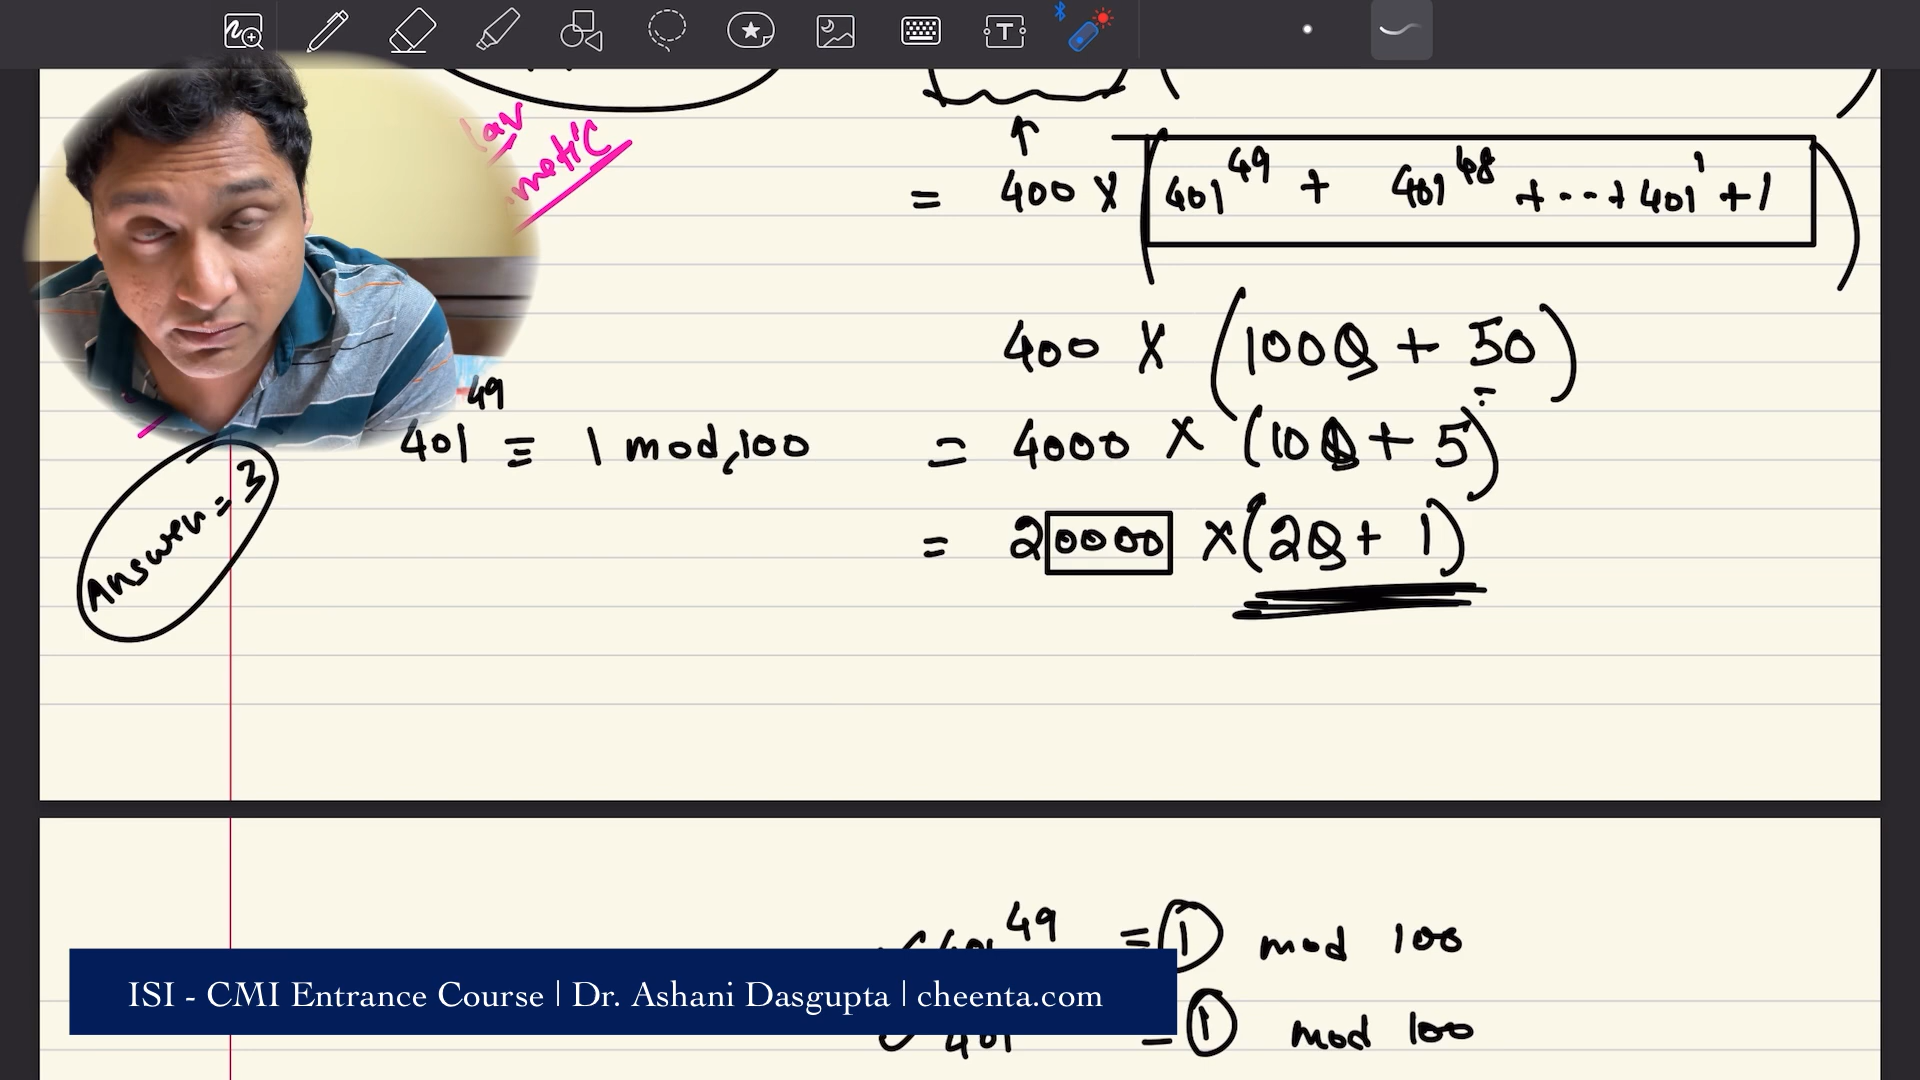 = 400 × ( 401^49 + 401^48 + --- + 401^1 + 1 )
400 × ( 100Q + 50 )
401^49 ≡ 1 mod, 100
= 4000 × ( 10Q + 5 )
Answer = 3
= 20000 × ( 2Q + 1 )
49 = 1 mod 100
ISI - CMI Entrance Course | Dr. Ashani Dasgupta | cheenta.com
401 = 1 mod 100